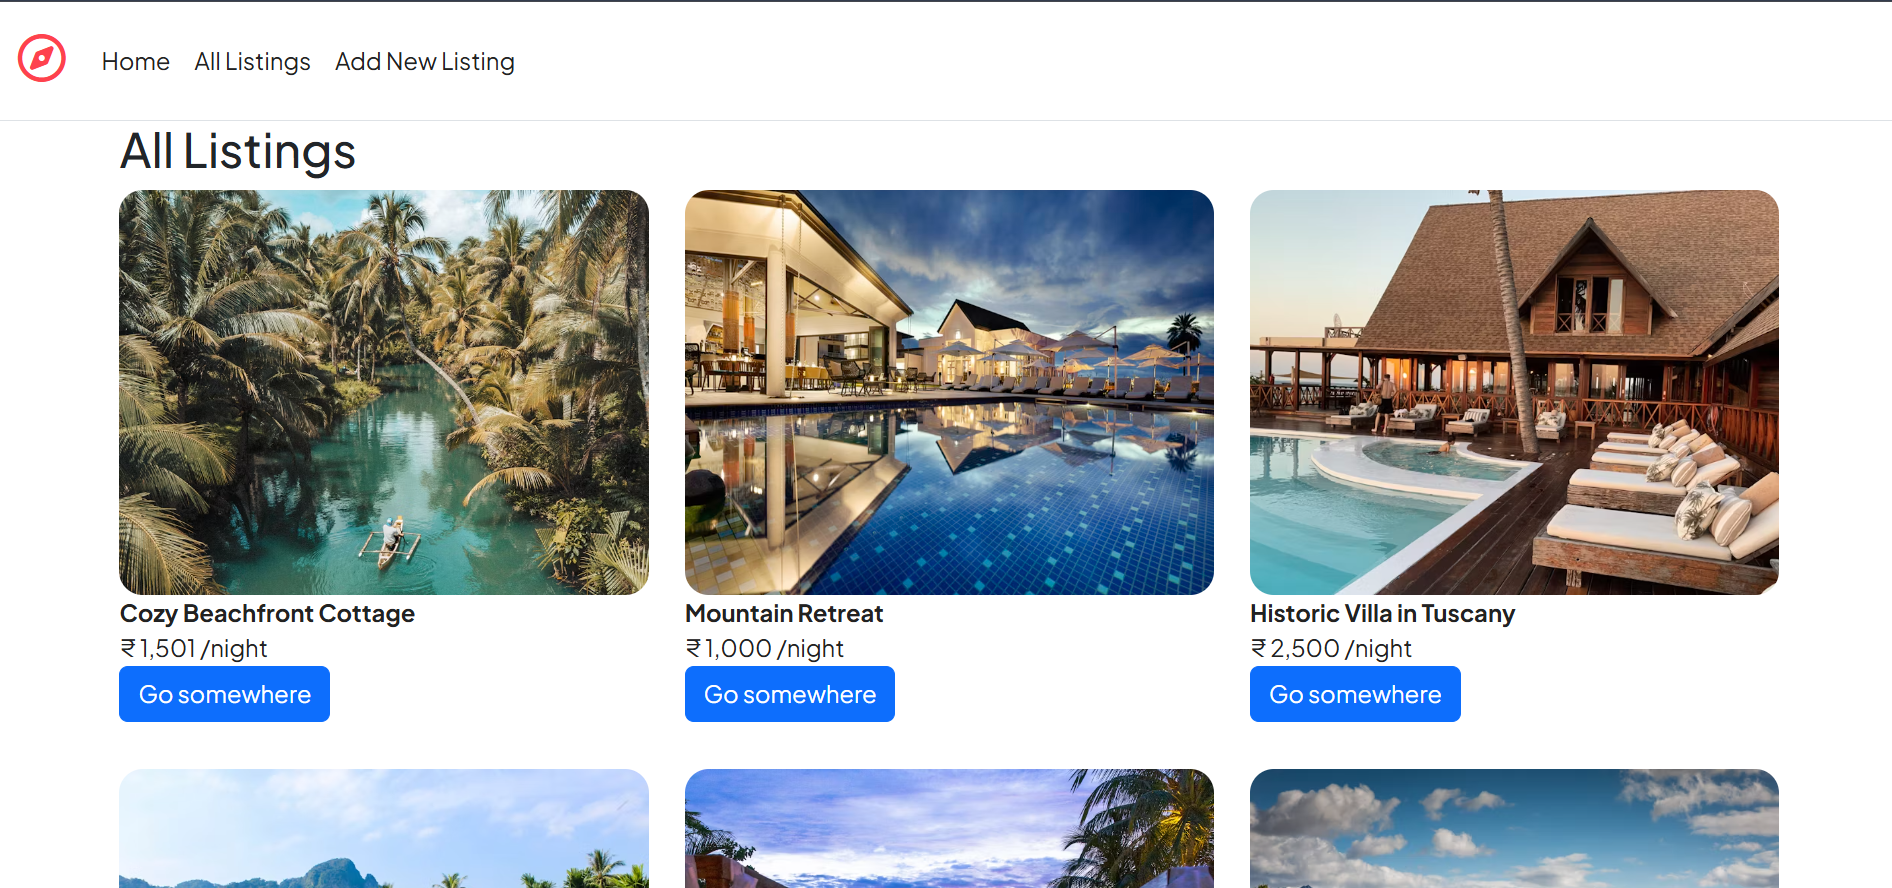 Home All Listings Add New Listing
All Listings
Cozy Beachfront Cottage
₹ 1,501 /night
Go somewhere
Mountain Retreat
₹ 1,000 /night
Go somewhere
Historic Villa in Tuscany
₹ 2,500 /night
Go somewhere